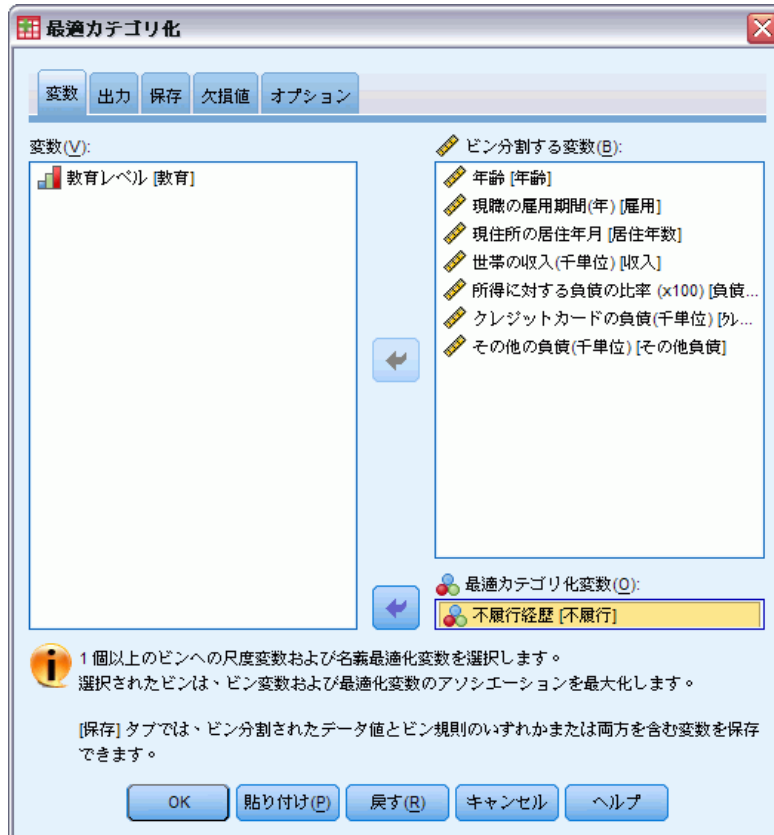 最適カテゴリ化
変数 出力 保存 欠損値 オプション
変数(V):
教育レベル [教育]
ビン分割する変数(B):
年齢 [年齢]
現職の雇用期間(年) [雇用]
現住所の居住年月 [居住年数]
世帯の収入(千単位) [収入]
所得に対する負債の比率 (x100) [負債...
クレジットカードの負債(千単位) [クレ...
その他の負債(千単位) [その他負債]
最適カテゴリ化変数(O):
不履行経歴 [不履行]
1 個以上のビンへの尺度変数および名義最適化変数を選択します。
選択されたビンは、ビン変数および最適化変数のアソシエーションを最大化します。
[保存] タブでは、ビン分割されたデータ値とビン規則のいずれかまたは両方を含む変数を保存
できます。
OK 貼り付け(P) 戻す(R) キャンセル ヘルプ